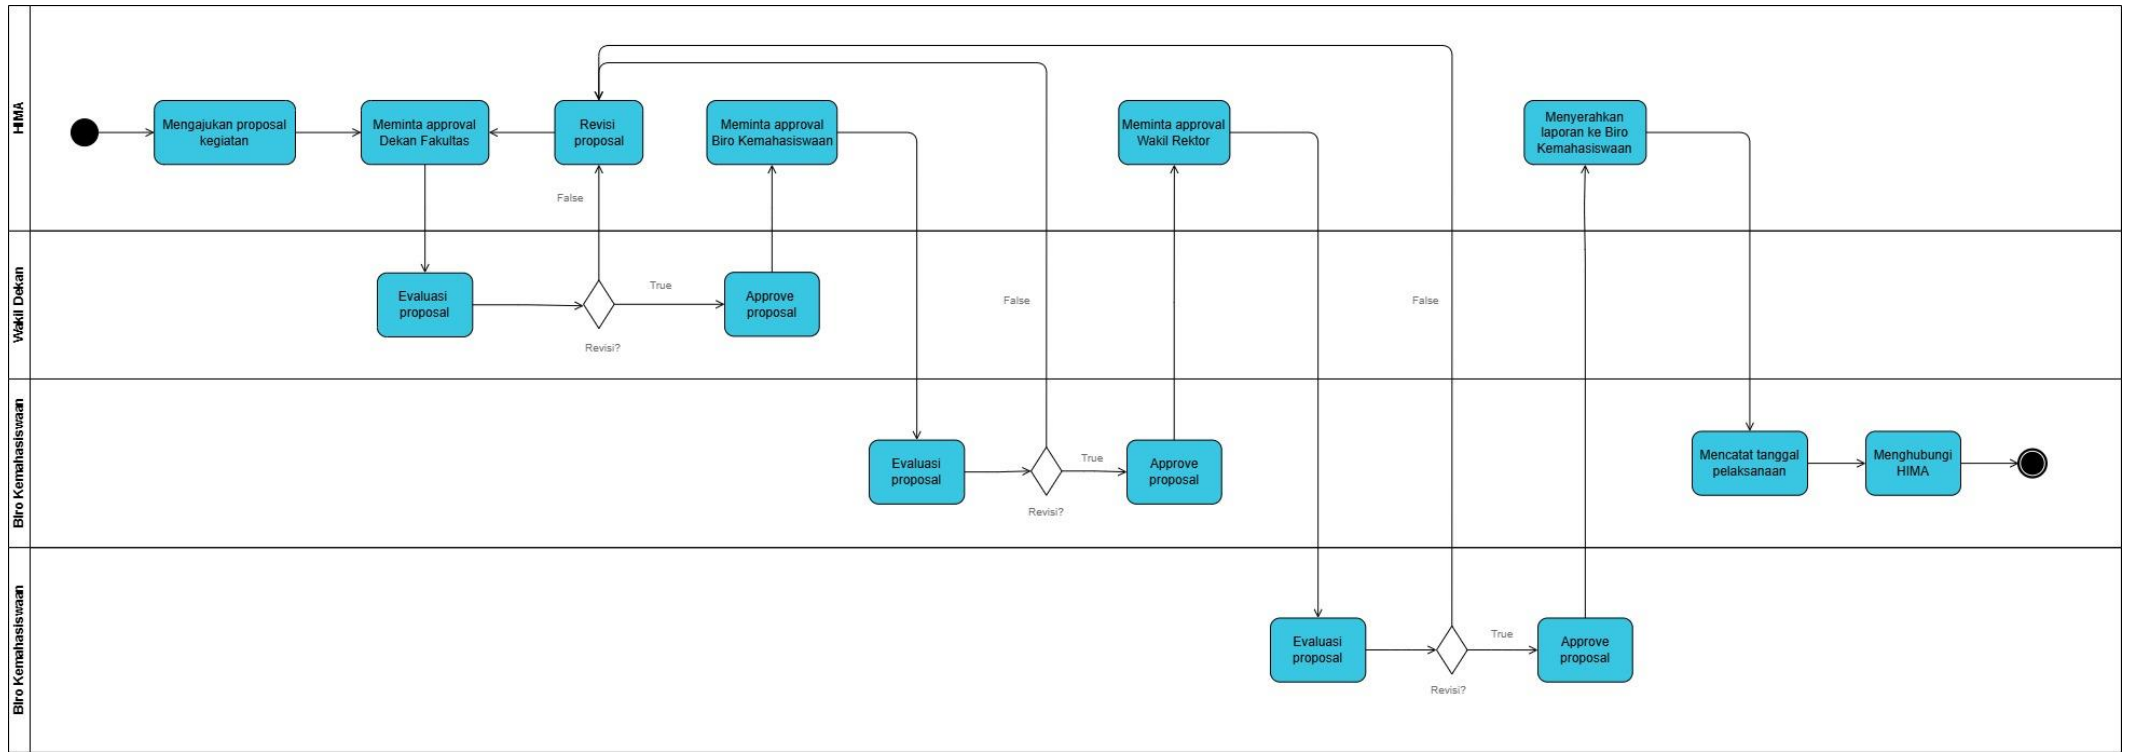 HIMA
Mengajukan proposal
kegiatan
Meminta approval
Dekan Fakultas
Revisi
proposal
Meminta approval
Biro Kemahasiswaan
Meminta approval
Wakil Rektor
Menyerahkan
laporan ke Biro
Kemahasiswaan
False
Wakil Dekan
Evaluasi
proposal
True
Revisi?
Approve
proposal
False
False
Biro Kemahasiswaan
Evaluasi
proposal
True
Revisi?
Approve
proposal
Mencatat tanggal
pelaksanaan
Menghubungi
HIMA
Biro Kemahasiswaan
Evaluasi
proposal
True
Revisi?
Approve
proposal